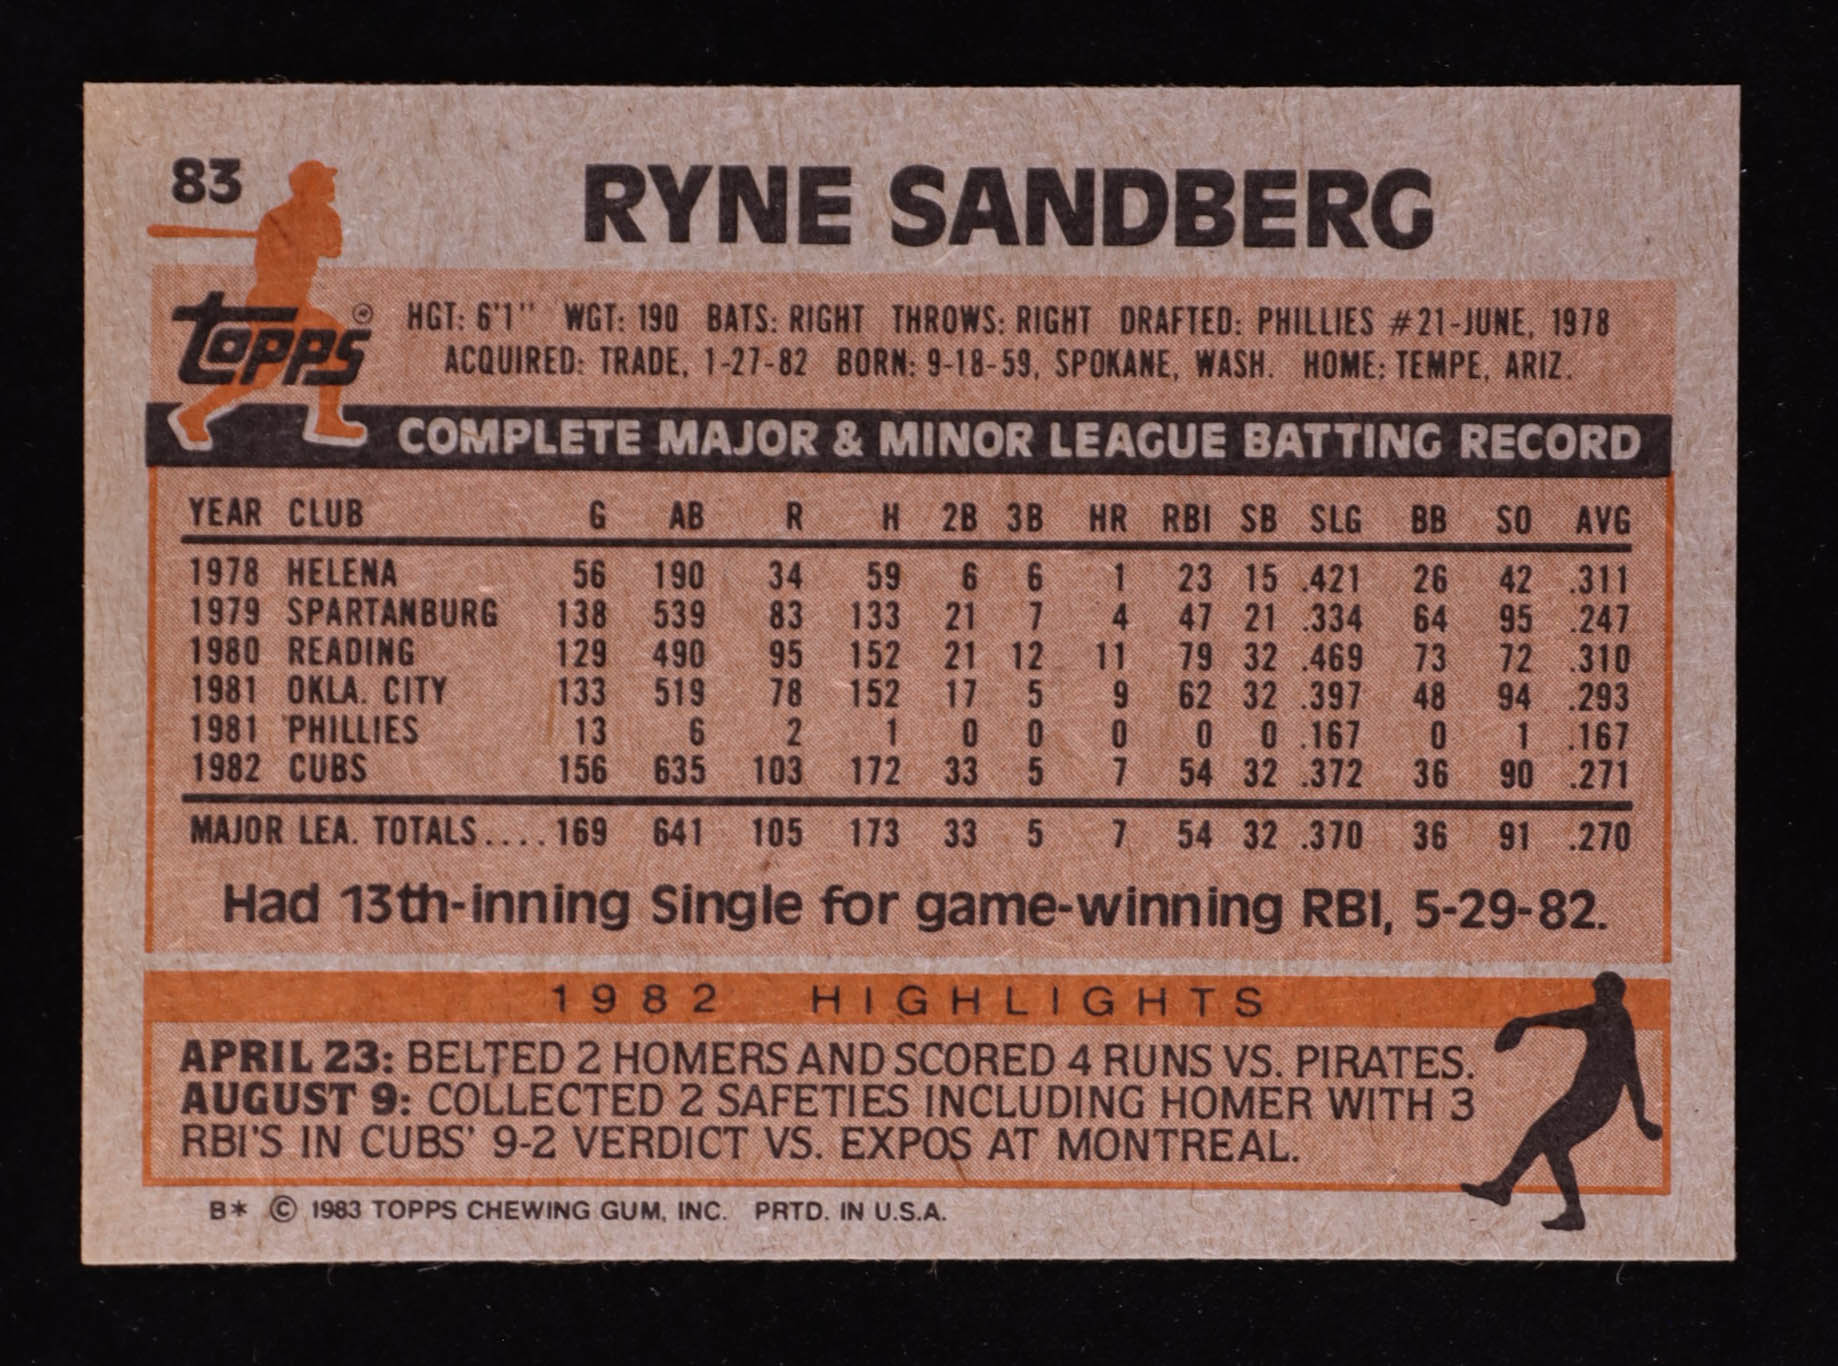 83
RYNE SANDBERG
Topps ®
HGT: 6'1" WGT: 190 BATS: RIGHT THROWS: RIGHT DRAFTED: PHILLIES #21-JUNE, 1978
ACQUIRED: TRADE, 1-27-82 BORN: 9-18-59, SPOKANE, WASH. HOME: TEMPE, ARIZ.
COMPLETE MAJOR & MINOR LEAGUE BATTING RECORD
YEAR CLUB G AB R H 2B 3B HR RBI SB SLG BB SO AVG
1978 HELENA 56 190 34 59 6 6 1 23 15 .421 26 42 .311
1979 SPARTANBURG 138 539 83 133 21 7 4 47 21 .334 64 95 .247
1980 READING 129 490 95 152 21 12 11 79 32 .469 73 72 .310
1981 OKLA. CITY 133 519 78 152 17 5 9 62 32 .397 48 94 .293
1981 PHILLIES 13 6 2 1 0 0 0 0 0 .167 0 1 .167
1982 CUBS 156 635 103 172 33 5 7 54 32 .372 36 90 .271
MAJOR LEA. TOTALS.... 169 641 105 173 33 5 7 54 32 .370 36 91 .270
Had 13th-inning Single for game-winning RBI, 5-29-82.
1982 HIGHLIGHTS
APRIL 23: BELTED 2 HOMERS AND SCORED 4 RUNS VS. PIRATES.
AUGUST 9: COLLECTED 2 SAFETIES INCLUDING HOMER WITH 3
RBI'S IN CUBS' 9-2 VERDICT VS. EXPOS AT MONTREAL.
B* © 1983 TOPPS CHEWING GUM, INC. PRTD. IN U.S.A.